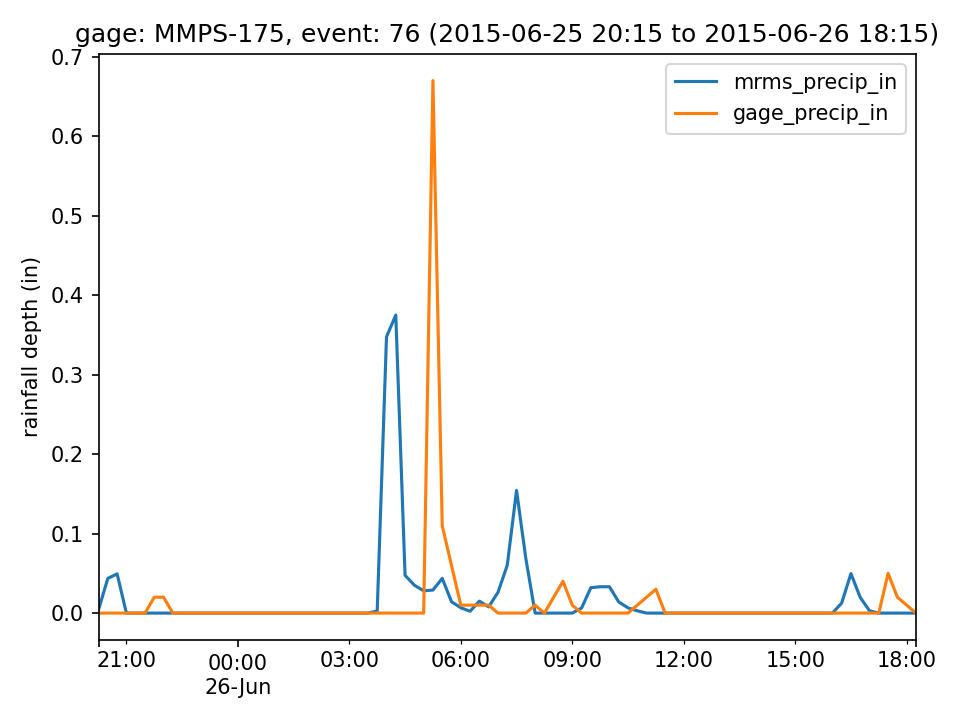 gage: MMPS-175, event: 76 (2015-06-25 20:15 to 2015-06-26 18:15)
mrms_precip_in
gage_precip_in
rainfall depth (in)
0.7
0.6
0.5
0.4
0.3
0.2
0.1
0.0
21:00 00:00 03:00 06:00 09:00 12:00 15:00 18:00
26-Jun